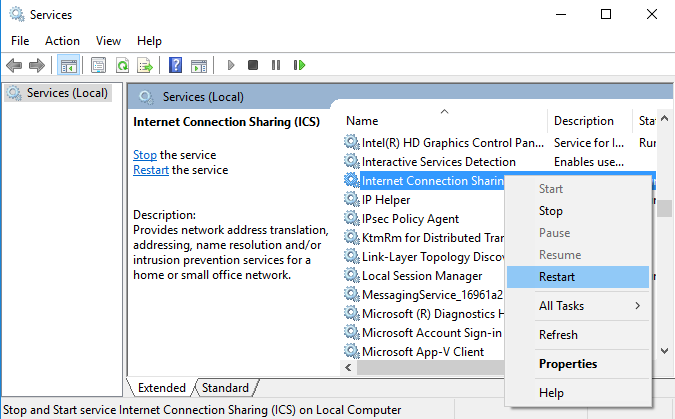 Services
File Action View Help
Services (Local)
Services (Local)
Internet Connection Sharing (ICS)
Stop the service
Restart the service
Description:
Provides network address translation,
addressing, name resolution and/or
intrusion prevention services for a
home or small office network.
Name Description Stat
Intel(R) HD Graphics Control Pan... Service for I... Run
Interactive Services Detection Enables use...
Internet Connection Sharin
IP Helper
IPsec Policy Agent
KtmRm for Distributed Tran
Link-Layer Topology Discov
Local Session Manager
MessagingService_16961a2
Microsoft (R) Diagnostics H
Microsoft Account Sign-in
Microsoft App-V Client
Start
Stop
Pause
Resume
Restart
All Tasks
Refresh
Properties
Help
Extended Standard
Stop and Start service Internet Connection Sharing (ICS) on Local Computer